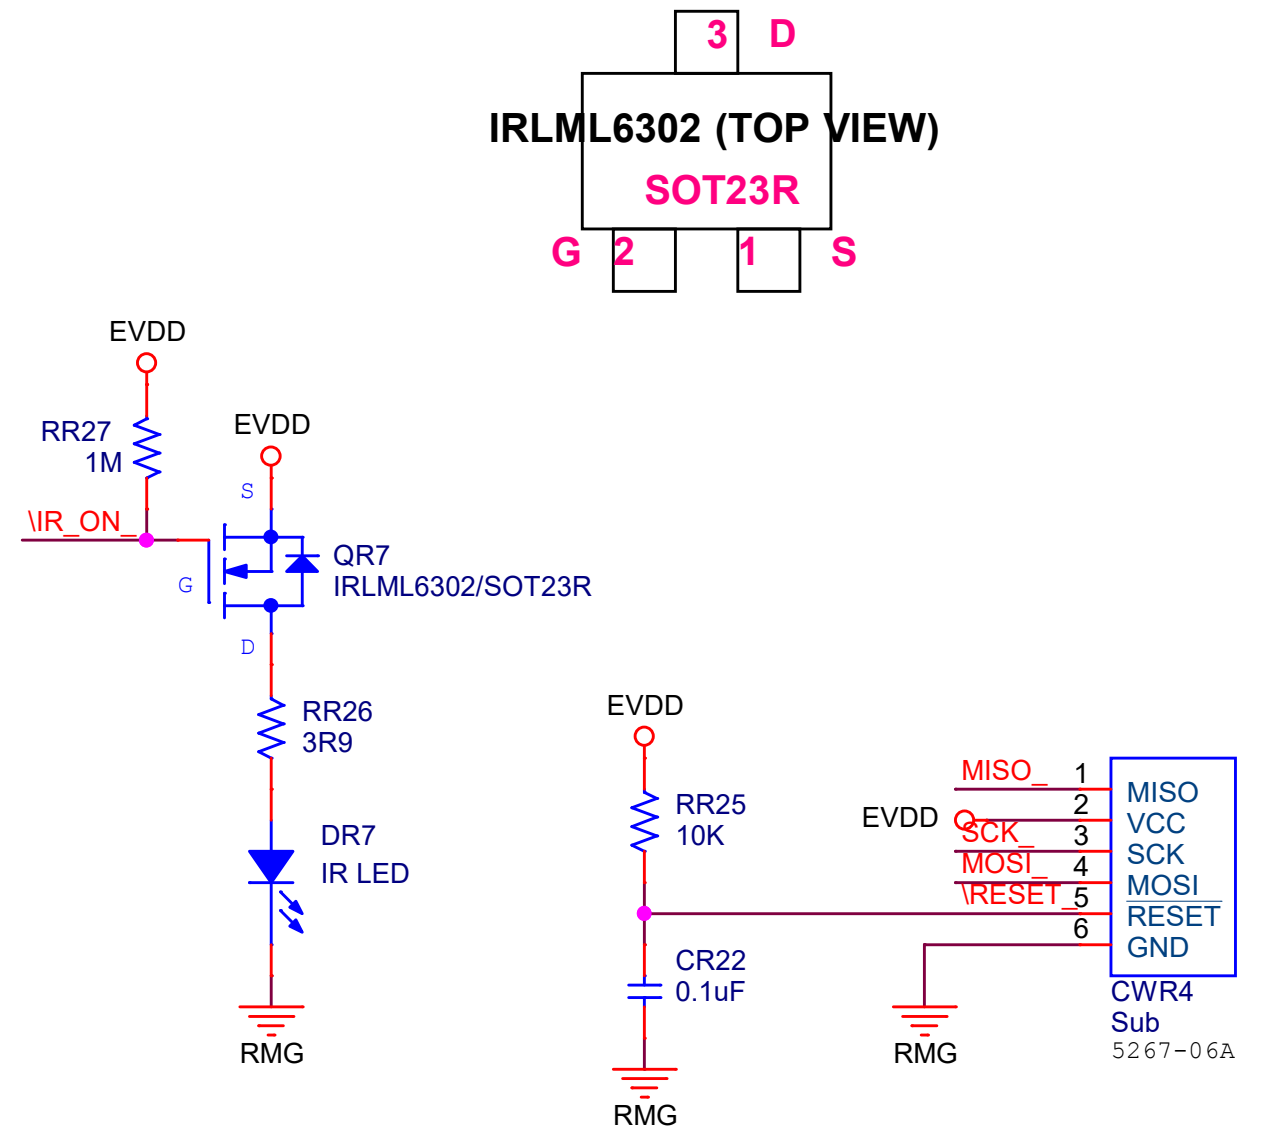 3 D
IRLML6302 (TOP VIEW)
SOT23R
G 2 1 S
EVDD
RR27
1M
\IR_ON_
EVDD
S
G
D
QR7
IRLML6302/SOT23R
RR26
3R9
DR7
IR LED
RMG
EVDD
RR25
10K
CR22
0.1uF
RMG
MISO_ 1 MISO
EVDD 2 VCC
SCK_ 3 SCK
MOSI_ 4 MOSI
\RESET_ 5 RESET
6 GND
RMG
CWR4
Sub
5267-06A